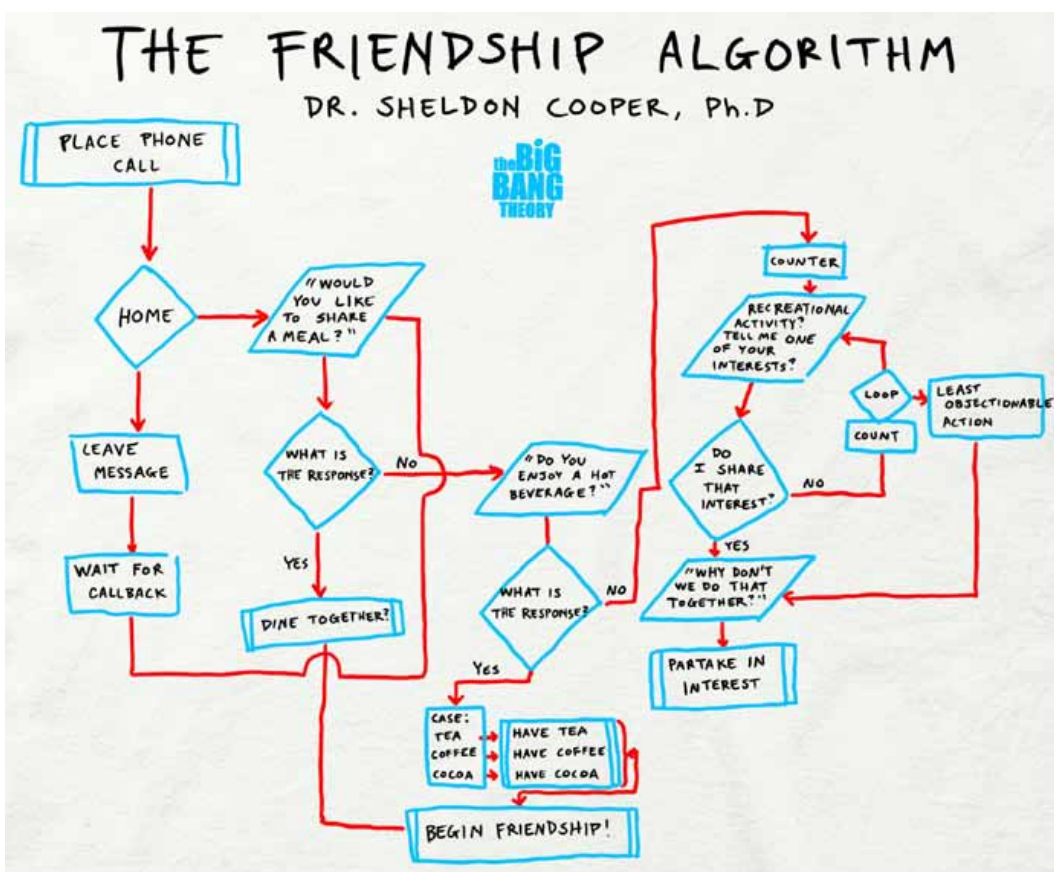 THE FRIENDSHIP ALGORITHM
DR. SHELDON COOPER, Ph.D
the BiG
BANG
THEORY
PLACE PHONE
CALL
HOME
LEAVE
MESSAGE
WAIT FOR
CALLBACK
"WOULD
YOU LIKE
TO SHARE
A MEAL?"
WHAT IS
THE RESPONSE?
NO
YES
DINE TOGETHER?
"DO YOU
ENJOY A HOT
BEVERAGE?"
WHAT IS
THE RESPONSE?
NO
YES
CASE:
TEA
COFFEE
COCOA
HAVE TEA
HAVE COFFEE
HAVE COCOA
BEGIN FRIENDSHIP!
COUNTER
RECREATIONAL
ACTIVITY?
TELL ME ONE
OF YOUR
INTERESTS?
LOOP
COUNT
LEAST
OBJECTIONABLE
ACTION
DO
I SHARE
THAT
INTEREST?
NO
YES
"WHY DON'T
WE DO THAT
TOGETHER?"
PARTAKE IN
INTEREST